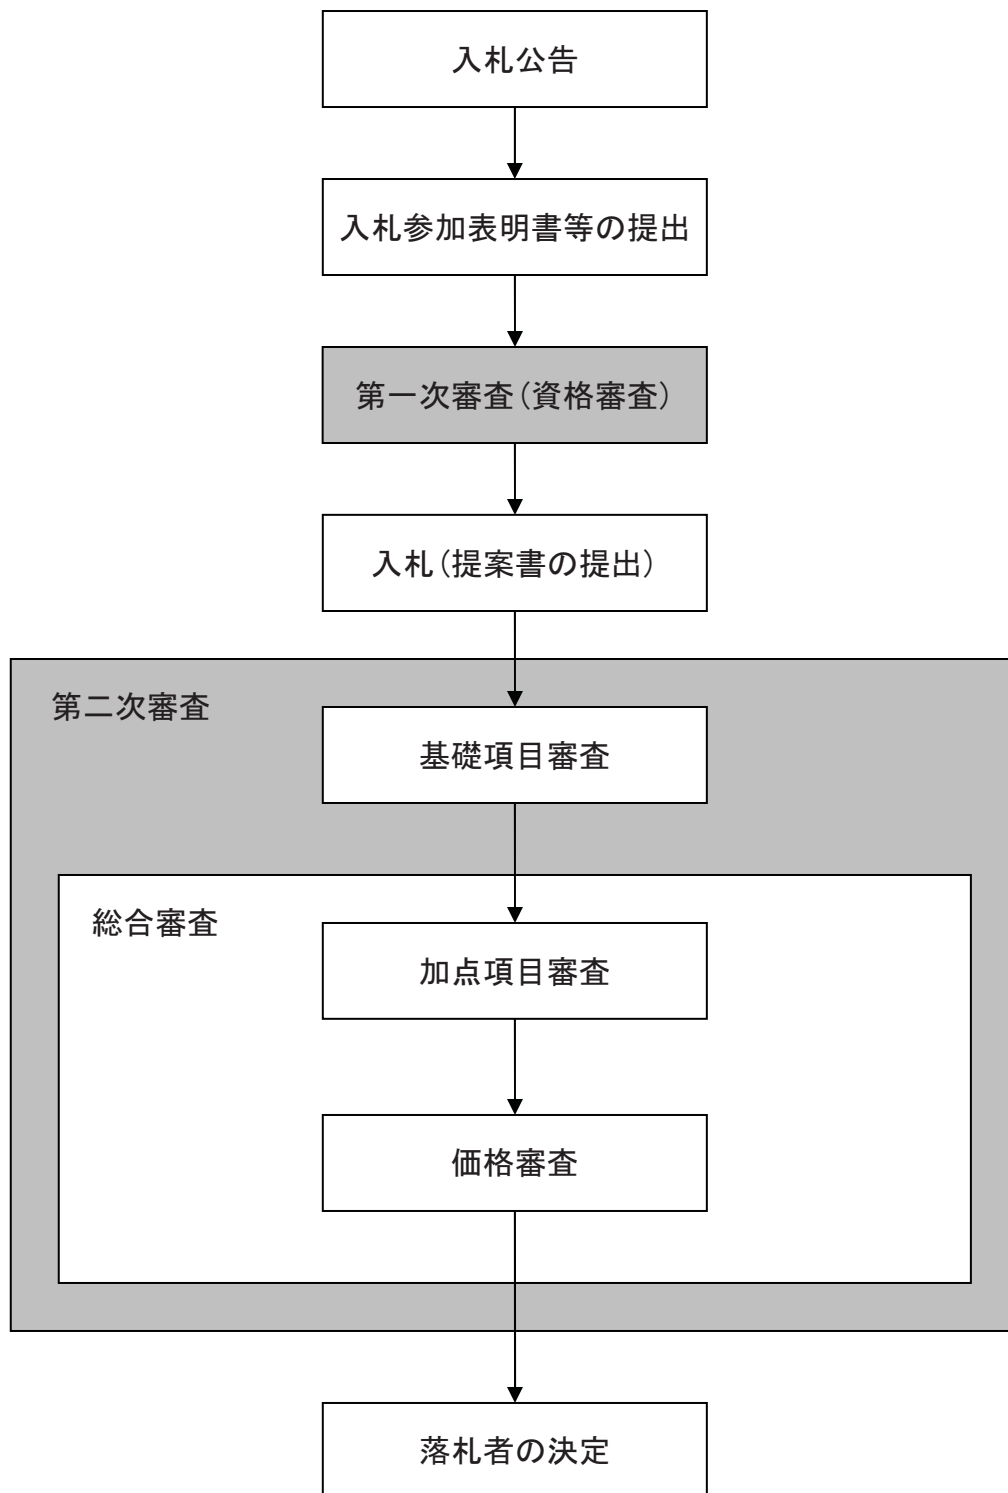 入札公告
入札参加表明書等の提出
第一次審査（資格審査）
入札（提案書の提出）
第二次審査
基礎項目審査
総合審査
加点項目審査
価格審査
落札者の決定